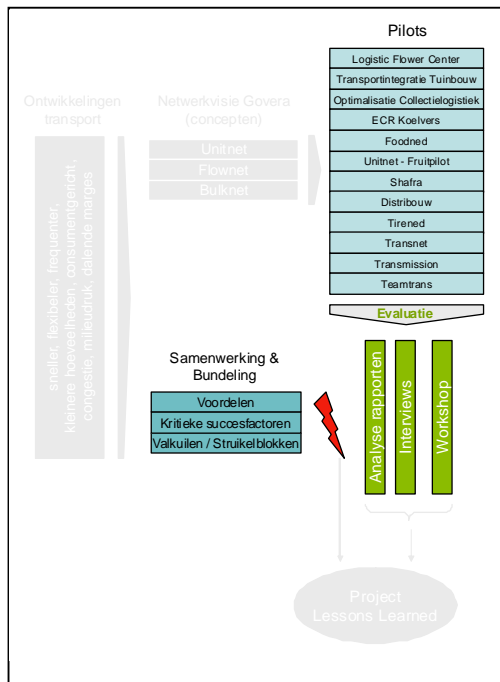 Pilots
Logistic Flower Center
Transportintegratie Tuinbouw
Optimalisatie Collectielogistiek
ECR Koelvers
Foodned
Unitnet - Fruitpilot
Shafra
Distribouw
Tirened
Transnet
Transmission
Teamtrans
Ontwikkelingen
transport
sneller, flexibeler, frequenter,
kleinere hoeveelheden, consumentgericht,
congestie, milieudruk, dalende marges
Netwerkvisie Govera
(concepten)
Unitnet
Flownet
Bulknet
Evaluatie
Samenwerking &
Bundeling
Voordelen
Kritieke succesfactoren
Valkuilen / Struikelblokken
Analyse rapporten
Interviews
Workshop
Project
Lessons Learned